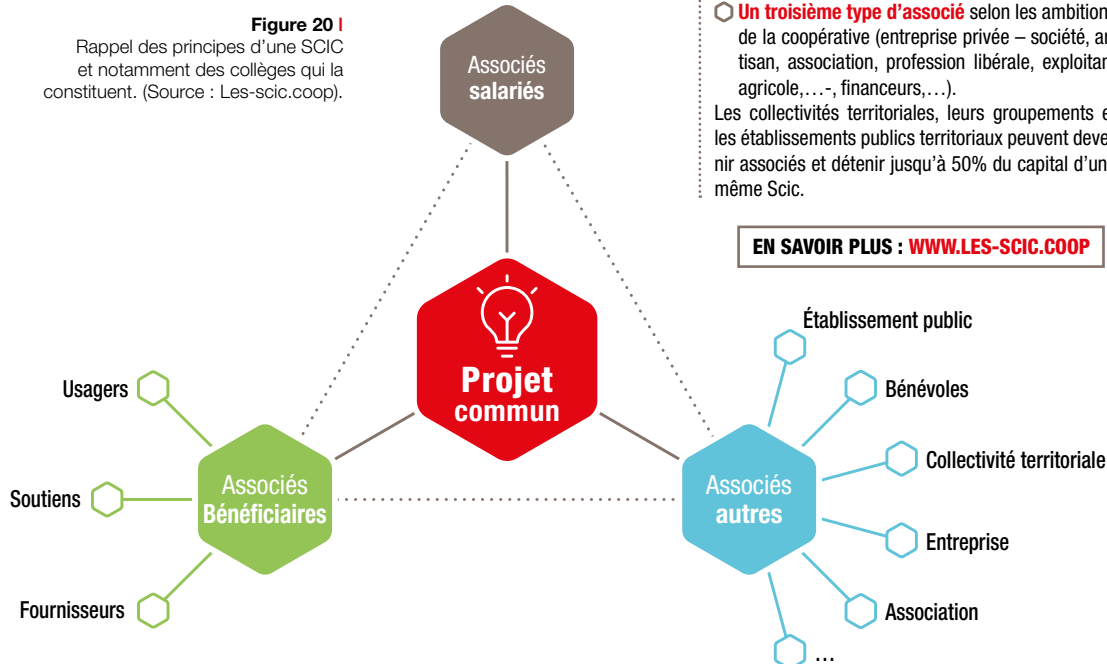 Figure 20 I
Rappel des principes d'une SCIC
et notamment des collèges qui la
constituent. (Source : Les-scic.coop).
Un troisième type d'associé selon les ambition
de la coopérative (entreprise privée – société, ar
tisan, association, profession libérale, exploitan
agricole,…-, financeurs,…).
Les collectivités territoriales, leurs groupements e
les établissements publics territoriaux peuvent deve
nir associés et détenir jusqu'à 50% du capital d'un
même Scic.
EN SAVOIR PLUS : WWW.LES-SCIC.COOP
Associés
salariés
Projet
commun
Usagers
Soutiens
Fournisseurs
Associés
Bénéficiaires
Associés
autres
Établissement public
Bénévoles
Collectivité territoriale
Entreprise
Association
…